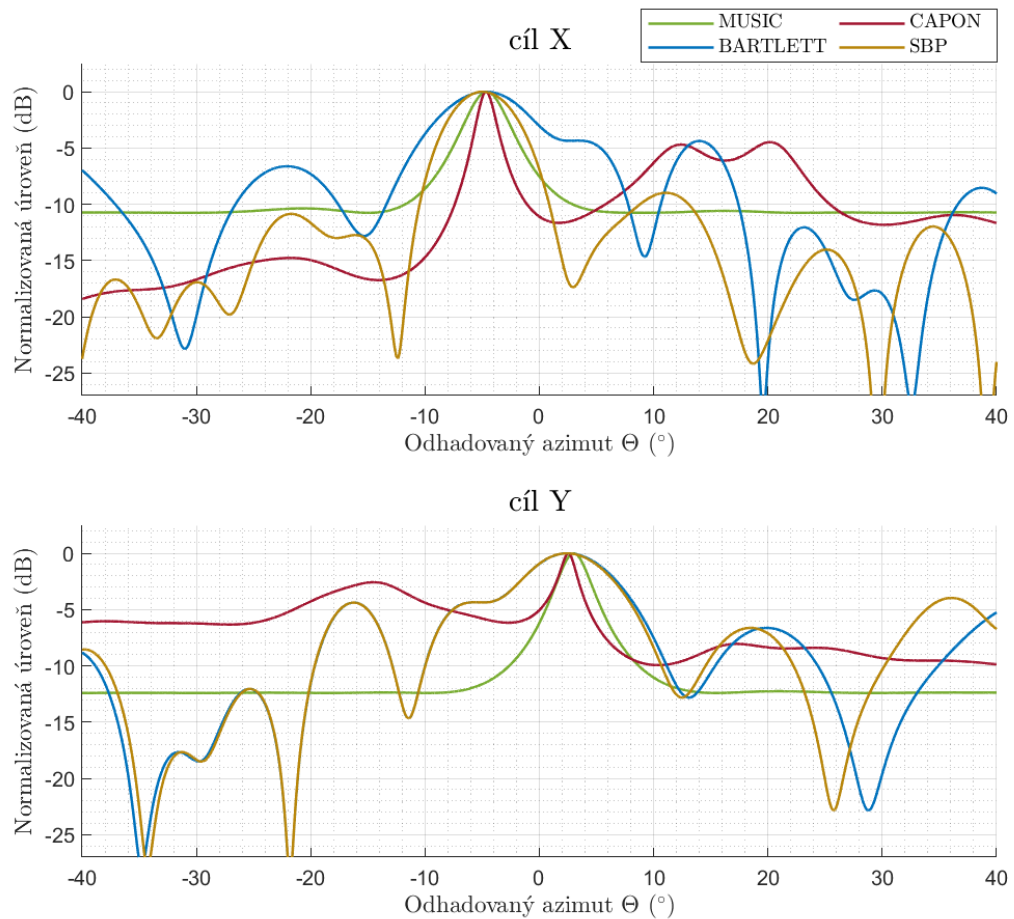 MUSIC CAPON
BARTLETT SBP
cíl X
Normalizovaná úroveň (dB)
0
-5
-10
-15
-20
-25
-40 -30 -20 -10 0 10 20 30 40
Odhadovaný azimut Θ (°)
cíl Y
Normalizovaná úroveň (dB)
0
-5
-10
-15
-20
-25
-40 -30 -20 -10 0 10 20 30 40
Odhadovaný azimut Θ (°)